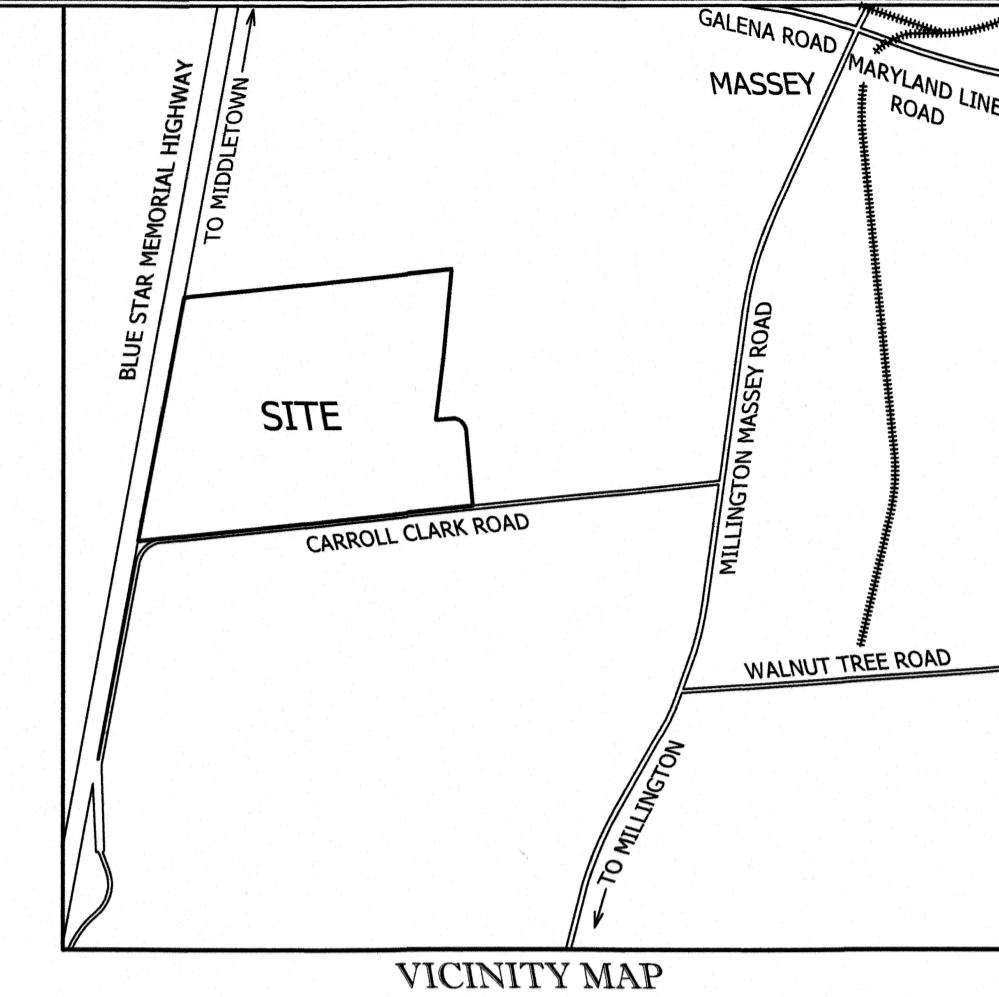 GALENA ROAD
MASSEY
MARYLAND LINE
ROAD
BLUE STAR MEMORIAL HIGHWAY
TO MIDDLETOWN
SITE
MILLINGTON MASSEY ROAD
CARROLL CLARK ROAD
WALNUT TREE ROAD
TO MILLINGTON
VICINITY MAP